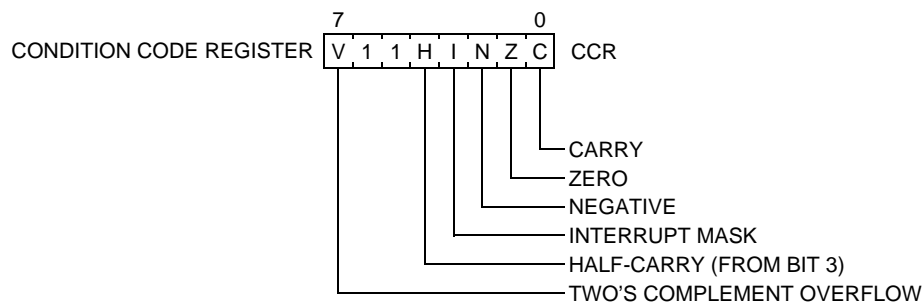 7 0
CONDITION CODE REGISTER V 1 1 H I N Z C CCR
CARRY
ZERO
NEGATIVE
INTERRUPT MASK
HALF-CARRY (FROM BIT 3)
TWO'S COMPLEMENT OVERFLOW